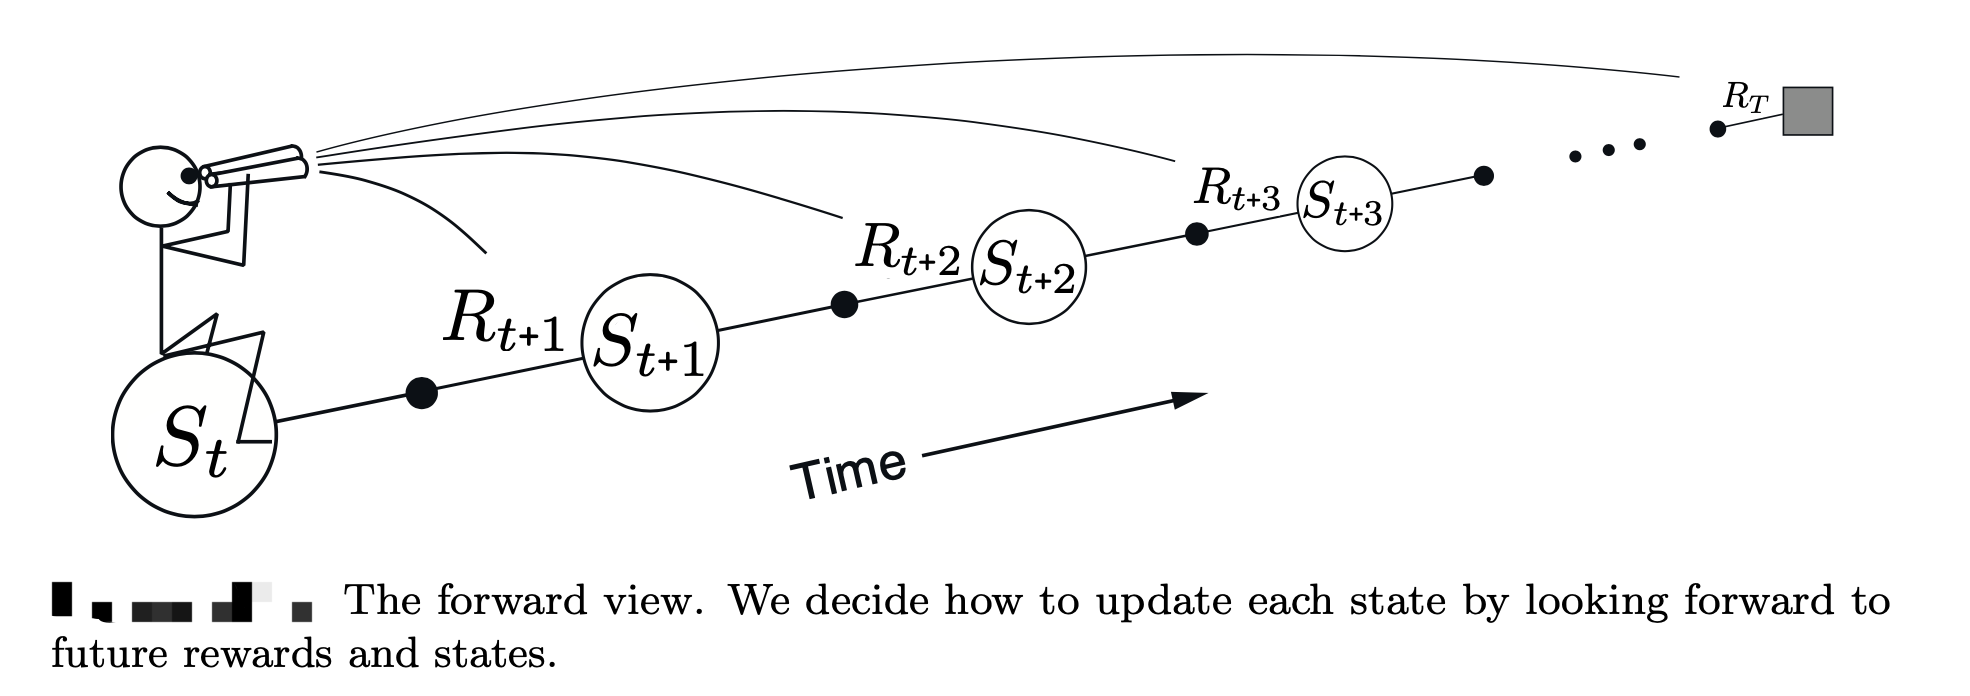 R_T
R_{t+3} S_{t+3}
R_{t+2} S_{t+2}
R_{t+1} S_{t+1}
S_t
Time
The forward view. We decide how to update each state by looking forward to
future rewards and states.